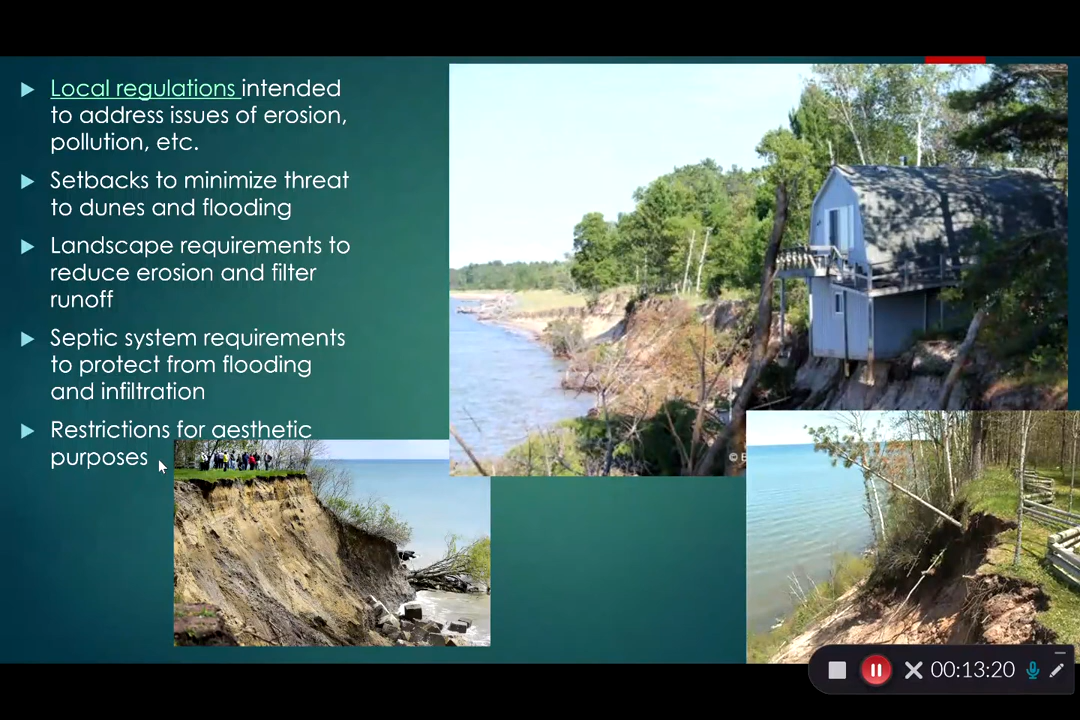 Local regulations intended
to address issues of erosion,
pollution, etc.
Setbacks to minimize threat
to dunes and flooding
Landscape requirements to
reduce erosion and filter
runoff
Septic system requirements
to protect from flooding
and infiltration
Restrictions for aesthetic
purposes
©
00:13:20